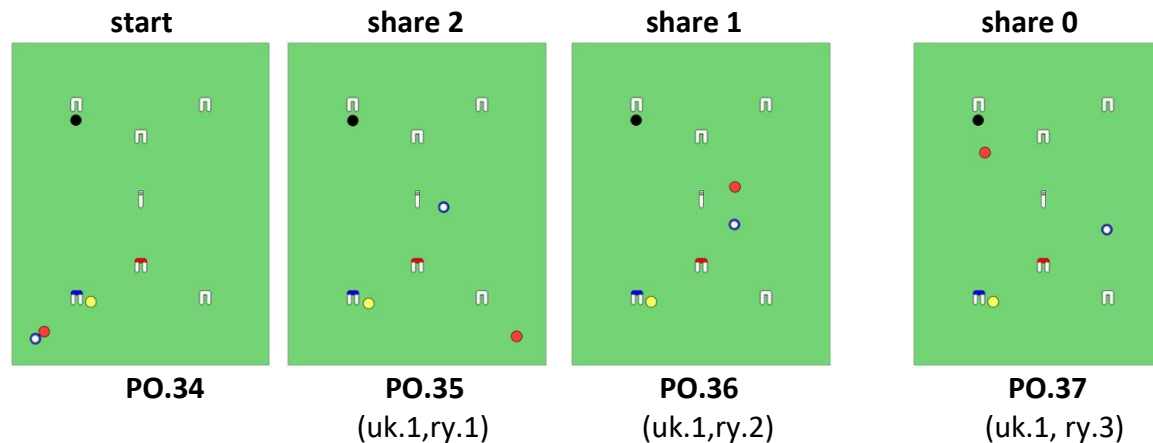 start share 2 share 1 share 0
PO.34 PO.35 PO.36 PO.37
(uk.1,ry.1) (uk.1,ry.2) (uk.1, ry.3)